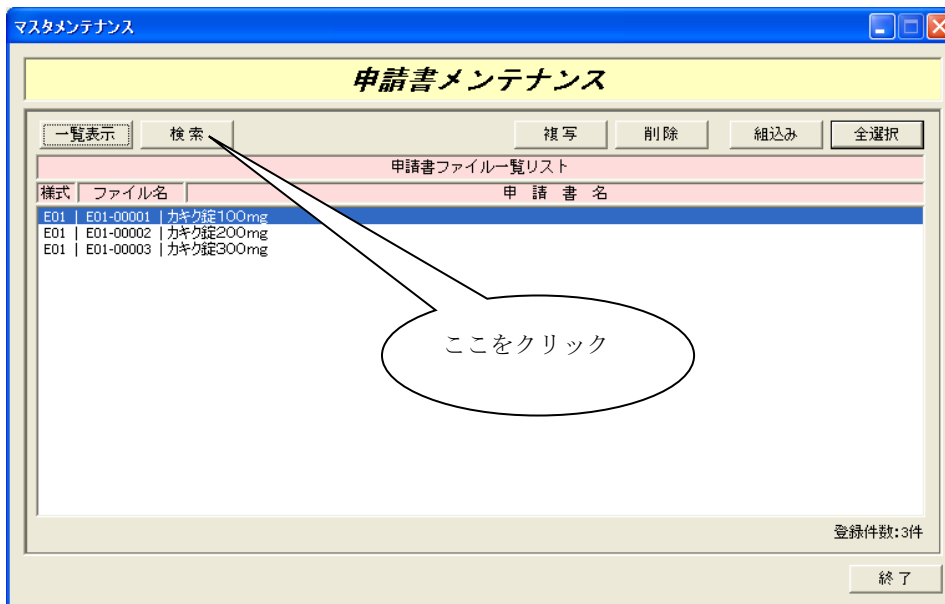 マスタメンテナンス
申請書メンテナンス
一覧表示 検索 複写 削除 組込み 全選択
申請書ファイル一覧リスト
様式 ファイル名 申請書名
E01 | E01-00001 | カキク錠100mg
E01 | E01-00002 | カキク錠200mg
E01 | E01-00003 | カキク錠300mg
ここをクリック
登録件数:3件
終了